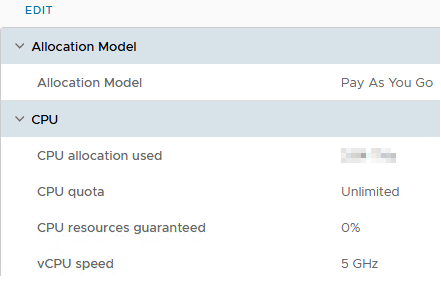 EDIT
Allocation Model
Allocation Model Pay As You Go
CPU
CPU allocation used
CPU quota Unlimited
CPU resources guaranteed 0%
vCPU speed 5 GHz